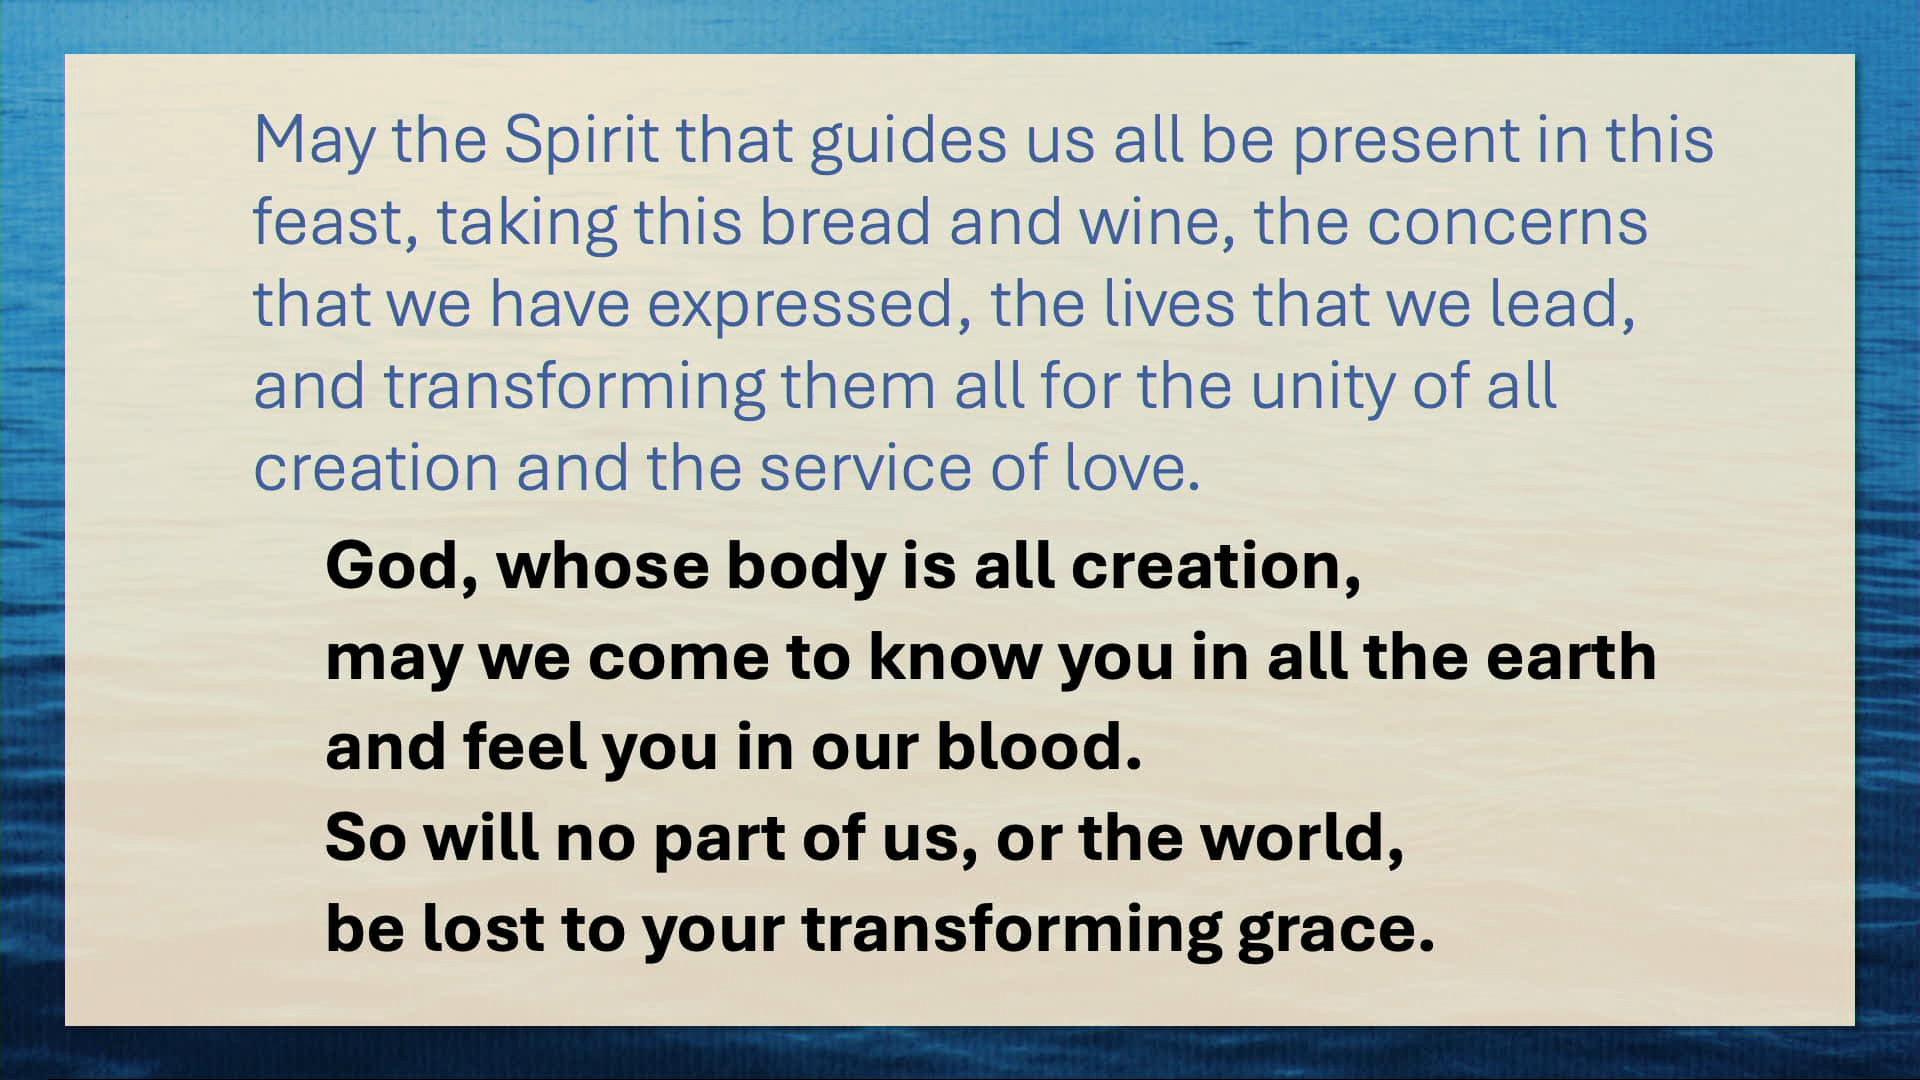 May the Spirit that guides us all be present in this
feast, taking this bread and wine, the concerns
that we have expressed, the lives that we lead,
and transforming them all for the unity of all
creation and the service of love.
God, whose body is all creation,
may we come to know you in all the earth
and feel you in our blood.
So will no part of us, or the world,
be lost to your transforming grace.